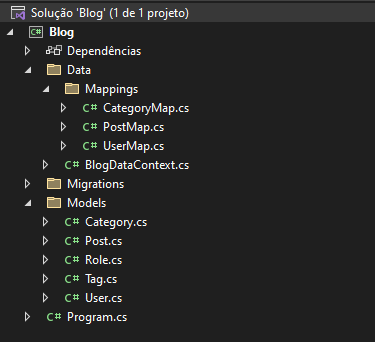 Solução 'Blog' (1 de 1 projeto)
C# Blog
Dependências
Data
Mappings
C# CategoryMap.cs
C# PostMap.cs
C# UserMap.cs
C# BlogDataContext.cs
Migrations
Models
C# Category.cs
C# Post.cs
C# Role.cs
C# Tag.cs
C# User.cs
C# Program.cs